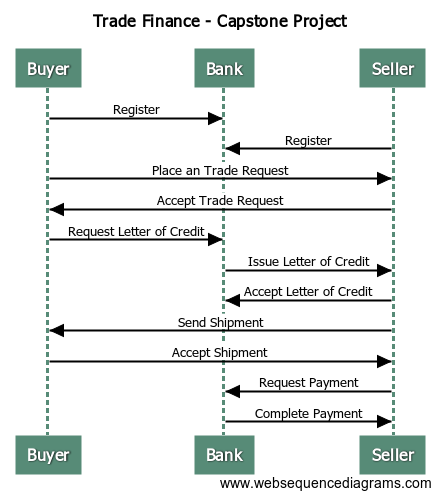 Trade Finance - Capstone Project
Buyer Bank Seller
Register
Register
Place an Trade Request
Accept Trade Request
Request Letter of Credit
Issue Letter of Credit
Accept Letter of Credit
Send Shipment
Accept Shipment
Request Payment
Complete Payment
Buyer Bank Seller
www.websequencediagrams.com